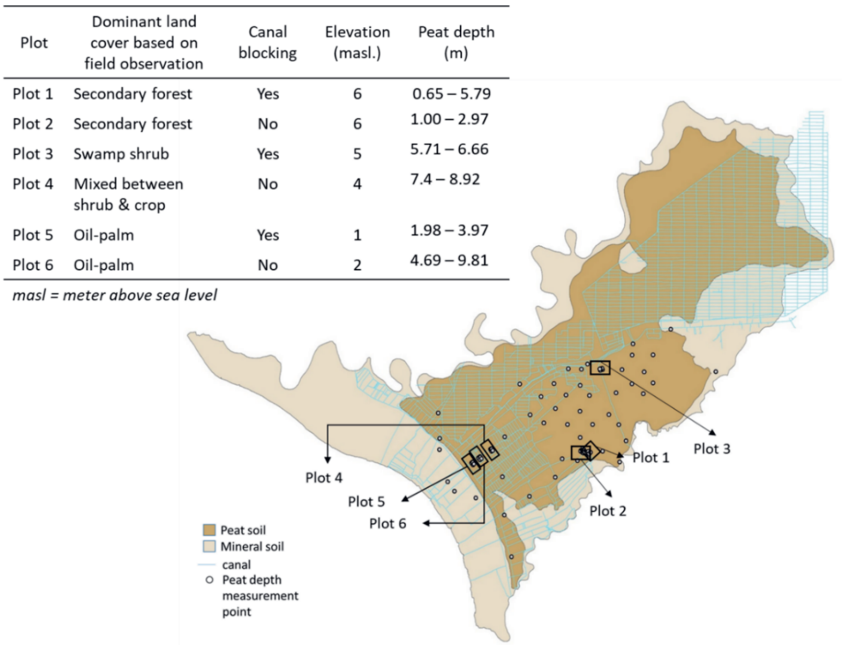 Plot Dominant land cover based on field observation Canal blocking Elevation (masl.) Peat depth (m)
Plot 1 Secondary forest Yes 6 0.65 – 5.79
Plot 2 Secondary forest No 6 1.00 – 2.97
Plot 3 Swamp shrub Yes 5 5.71 – 6.66
Plot 4 Mixed between shrub & crop No 4 7.4 – 8.92
Plot 5 Oil-palm Yes 1 1.98 – 3.97
Plot 6 Oil-palm No 2 4.69 – 9.81
masl = meter above sea level
Plot 3
Plot 1
Plot 4
Plot 5
Plot 2
Plot 6
Peat soil
Mineral soil
canal
Peat depth
measurement
point